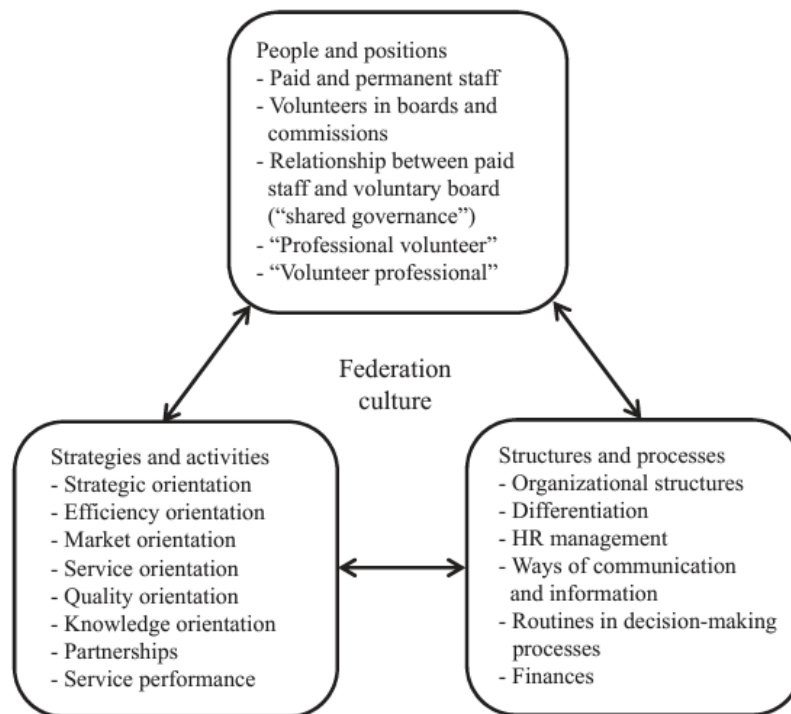 People and positions
- Paid and permanent staff
- Volunteers in boards and
commissions
- Relationship between paid
staff and voluntary board
(“shared governance”)
- “Professional volunteer”
- “Volunteer professional”
Federation
culture
Strategies and activities
- Strategic orientation
- Efficiency orientation
- Market orientation
- Service orientation
- Quality orientation
- Knowledge orientation
- Partnerships
- Service performance
Structures and processes
- Organizational structures
- Differentiation
- HR management
- Ways of communication
and information
- Routines in decision-making
processes
- Finances